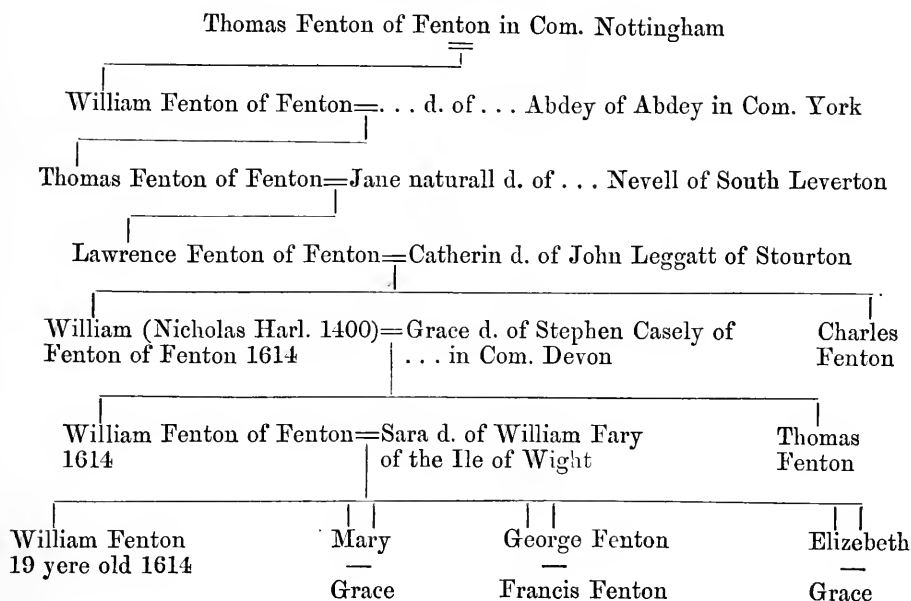 Thomas Fenton of Fenton in Com. Nottingham
William Fenton of Fenton=. . . d. of . . . Abdey of Abdey in Com. York
Thomas Fenton of Fenton=Jane naturall d. of . . . Nevell of South Leverton
Lawrence Fenton of Fenton=Catherin d. of John Leggatt of Stourton
William (Nicholas Harl. 1400)=Grace d. of Stephen Casely of
Fenton of Fenton 1614
. . . in Com. Devon
Charles
Fenton
William Fenton of Fenton=Sara d. of William Fary
1614
of the Ile of Wight
Thomas
Fenton
William Fenton
19 yere old 1614
Mary
—
Grace
George Fenton
—
Francis Fenton
Elizebeth
—
Grace